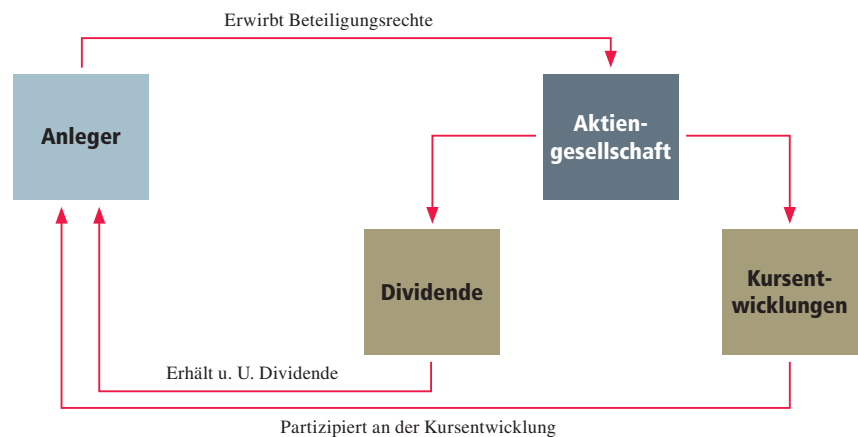 Erwirbt Beteiligungsrechte
Anleger
Aktien-
gesellschaft
Dividende
Kursent-
wicklungen
Erhält u. U. Dividende
Partizipiert an der Kursentwicklung